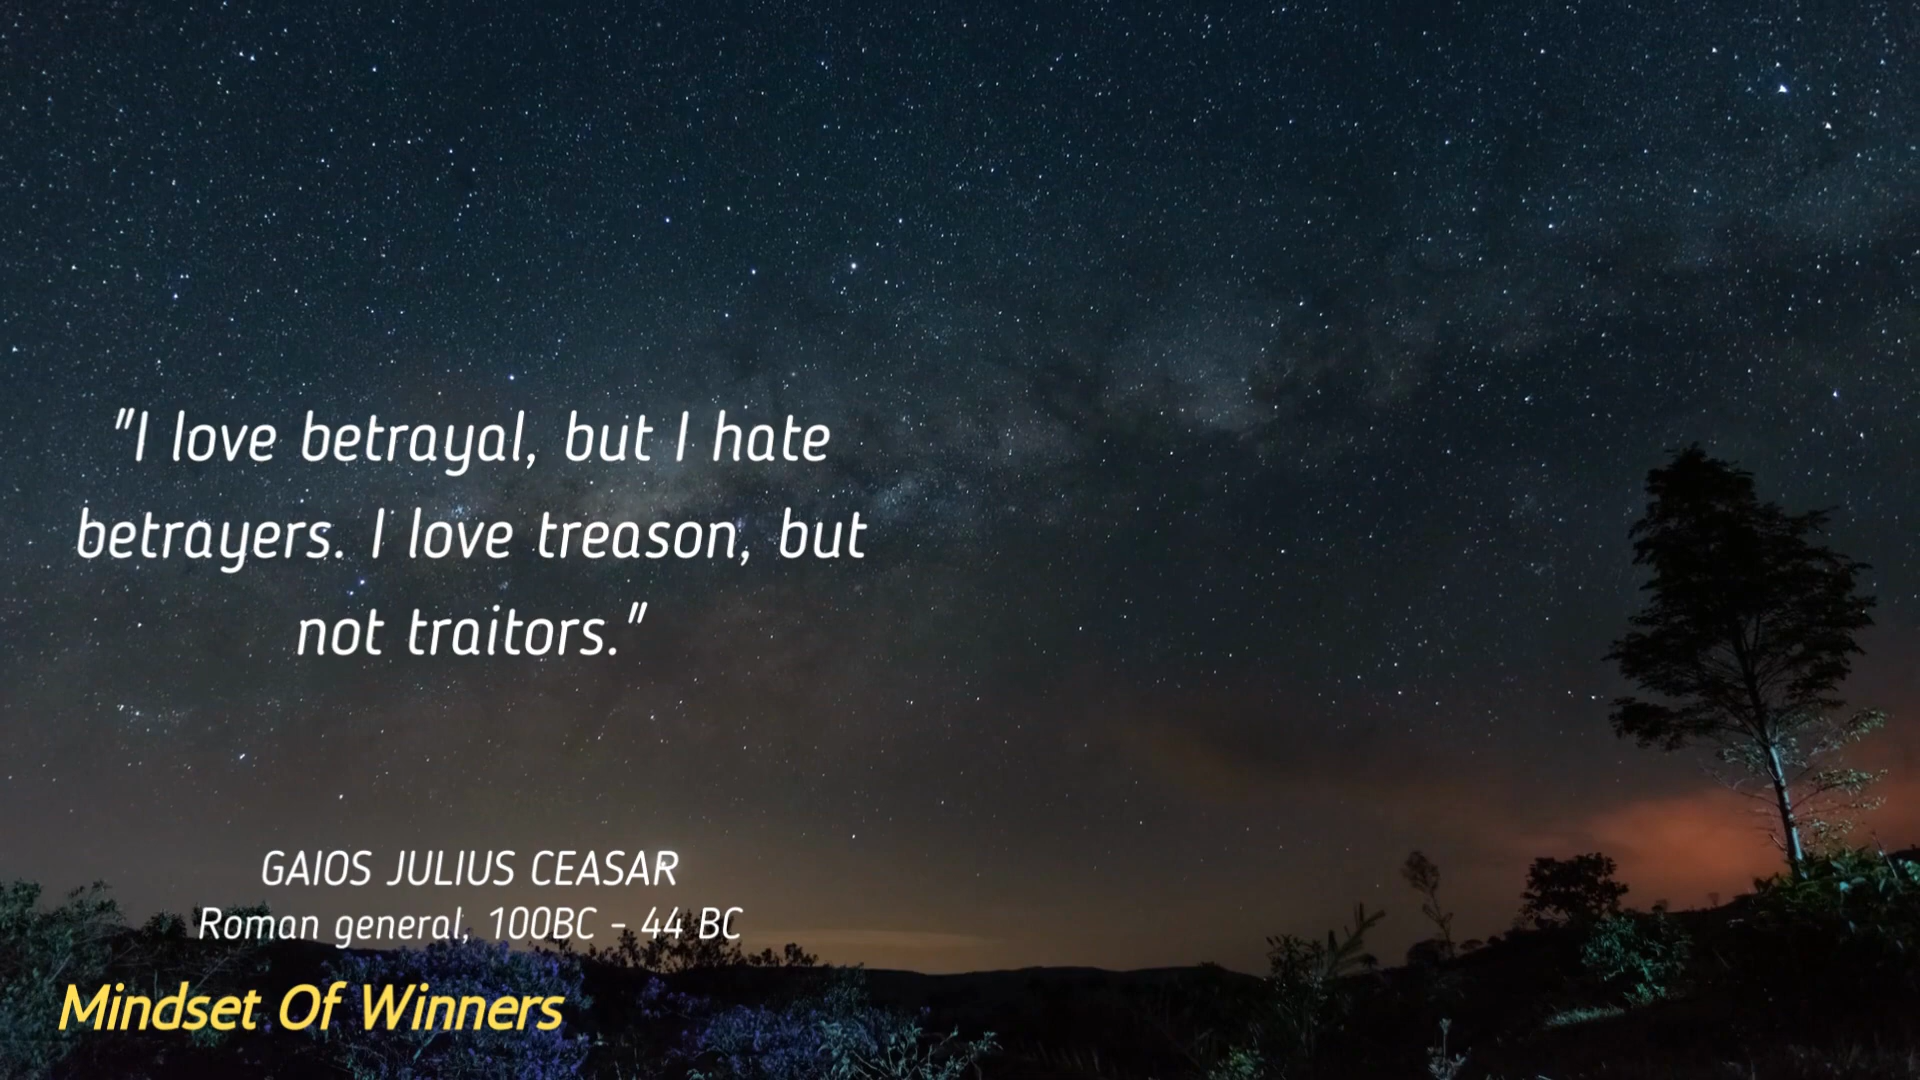 "I love betrayal, but I hate
betrayers. I love treason, but
not traitors."
GAIOS JULIUS CEASAR
Roman general, 100BC - 44 BC
Mindset Of Winners